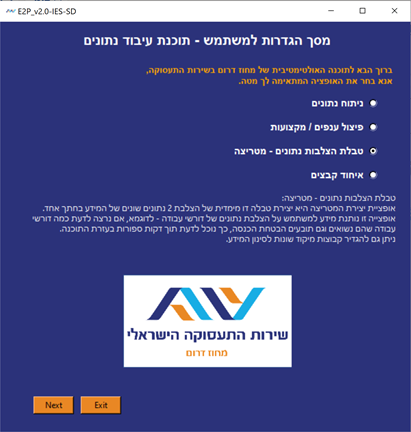 E2P_v2.0-IES-SD
מסך הגדרות למשתמש - תוכנת עיבוד נתונים
ברוך הבא לתוכנה האולטימטיבית של מחוז דרום בשירות התעסוקה,
אנא בחר את האופציה המתאימה לך מטה.
ניתוח נתונים
פיצול ענפים / מקצועות
טבלת הצלבות נתונים - מטריצה
איחוד קבצים
טבלת הצלבות נתונים - מטריצה:
אופציית יצירת המטריצה היא יצירת טבלה דו מימדית של הצלבת 2 נתונים שונים של המידע בחתך אחד.
אופצייה זו נותנת מידע למשתמש על הצלבת נתונים של דורשי עבודה - לדוגמא, אם נרצה לדעת כמה דורשי
עבודה שהם נשואים וגם תובעים הבטחת הכנסה, כך נוכל לדעת תוך דקות ספורות בעזרת התוכנה.
ניתן גם להגדיר קבוצות מיקוד שונות לסינון המידע.
שירות התעסוקה הישראלי
מחוז דרום
Next
Exit